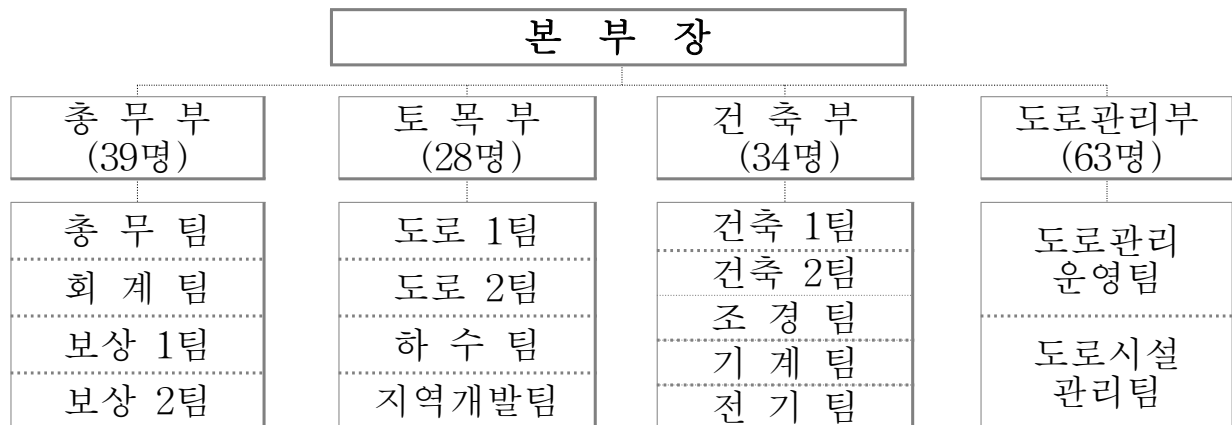 본 부 장
총 무 부
(39명)
토 목 부
(28명)
건 축 부
(34명)
도로관리부
(63명)
총 무 팀
회 계 팀
보상 1팀
보상 2팀
도로 1팀
도로 2팀
하 수 팀
지역개발팀
건축 1팀
건축 2팀
조 경 팀
기 계 팀
전 기 팀
도로관리
운영팀
도로시설
관리팀